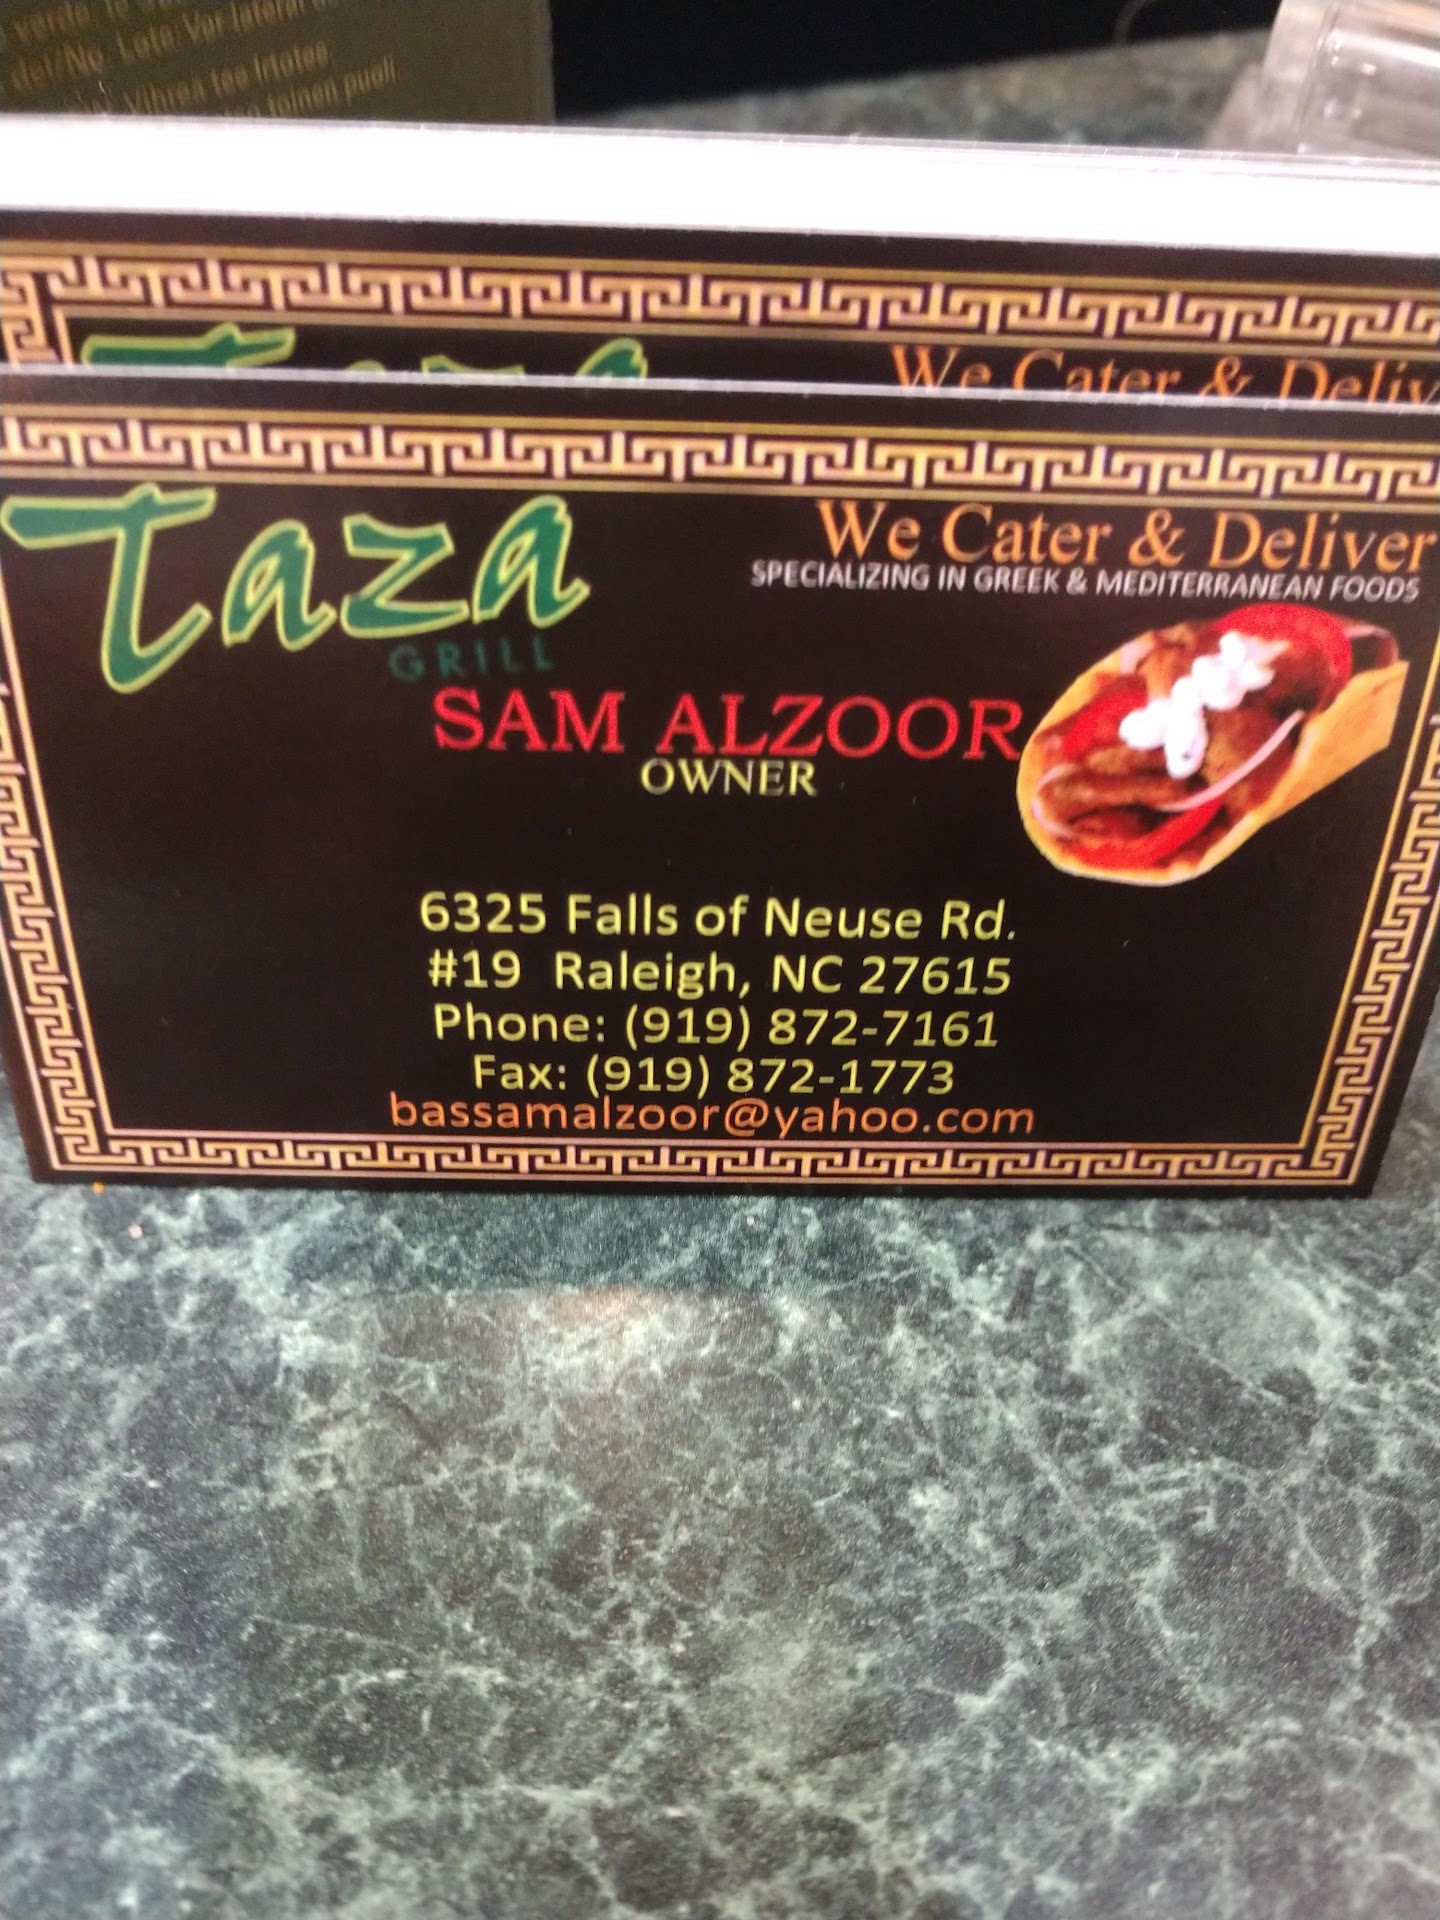 We Cater & Deliv
Taza
GRILL
We Cater & Deliver
SPECIALIZING IN GREEK & MEDITERRANEAN FOODS
SAM ALZOOR
OWNER
6325 Falls of Neuse Rd.
#19 Raleigh, NC 27615
Phone: (919) 872-7161
Fax: (919) 872-1773
bassamalzoor@yahoo.com